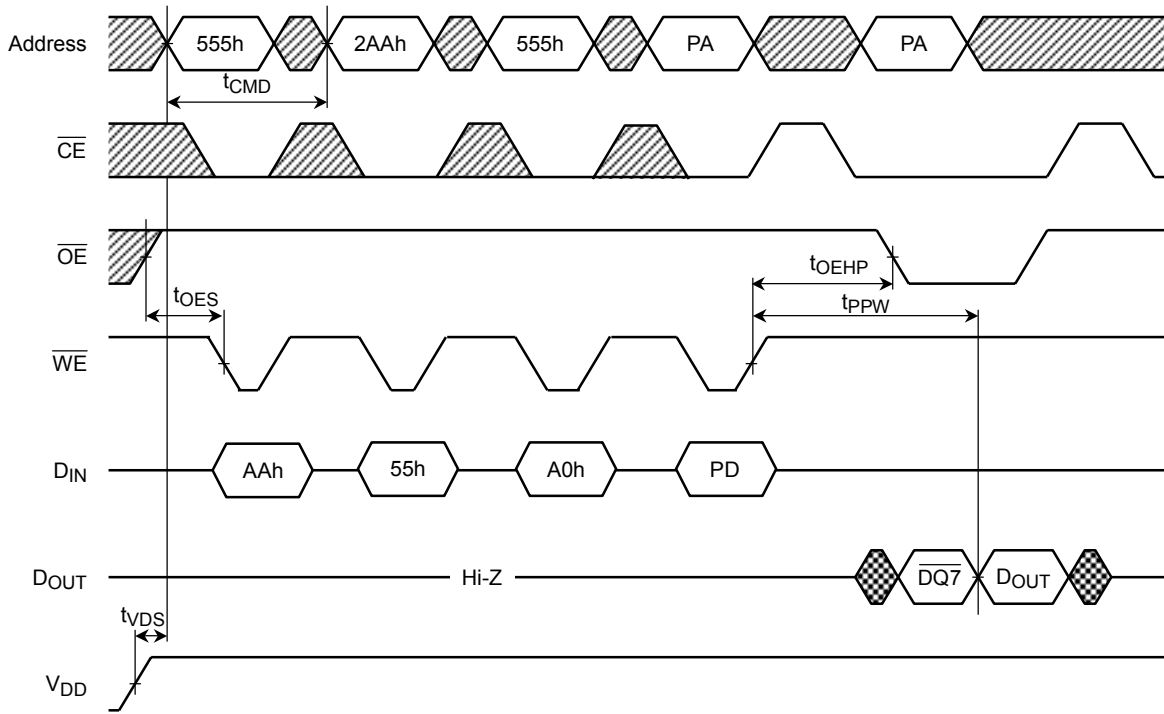 Address 555h 2AAh 555h PA PA
tCMD
CE
OE
tOEHP
tOES
tPPW
WE
DIN AAh 55h A0h PD
DOUT Hi-Z DQ7 DOUT
tVDS
VDD